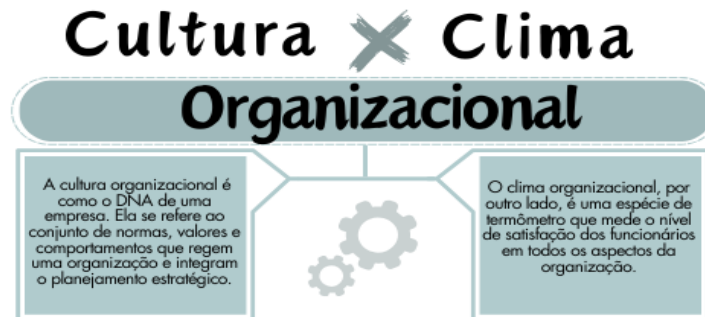 Cultura X Clima
Organizacional
A cultura organizacional é
como o DNA de uma
empresa. Ela se refere ao
conjunto de normas, valores e
comportamentos que regem
uma organização e integram
o planejamento estratégico.
O clima organizacional, por
outro lado, é uma espécie de
termômetro que mede o nível
de satisfação dos funcionários
em todos os aspectos da
organização.